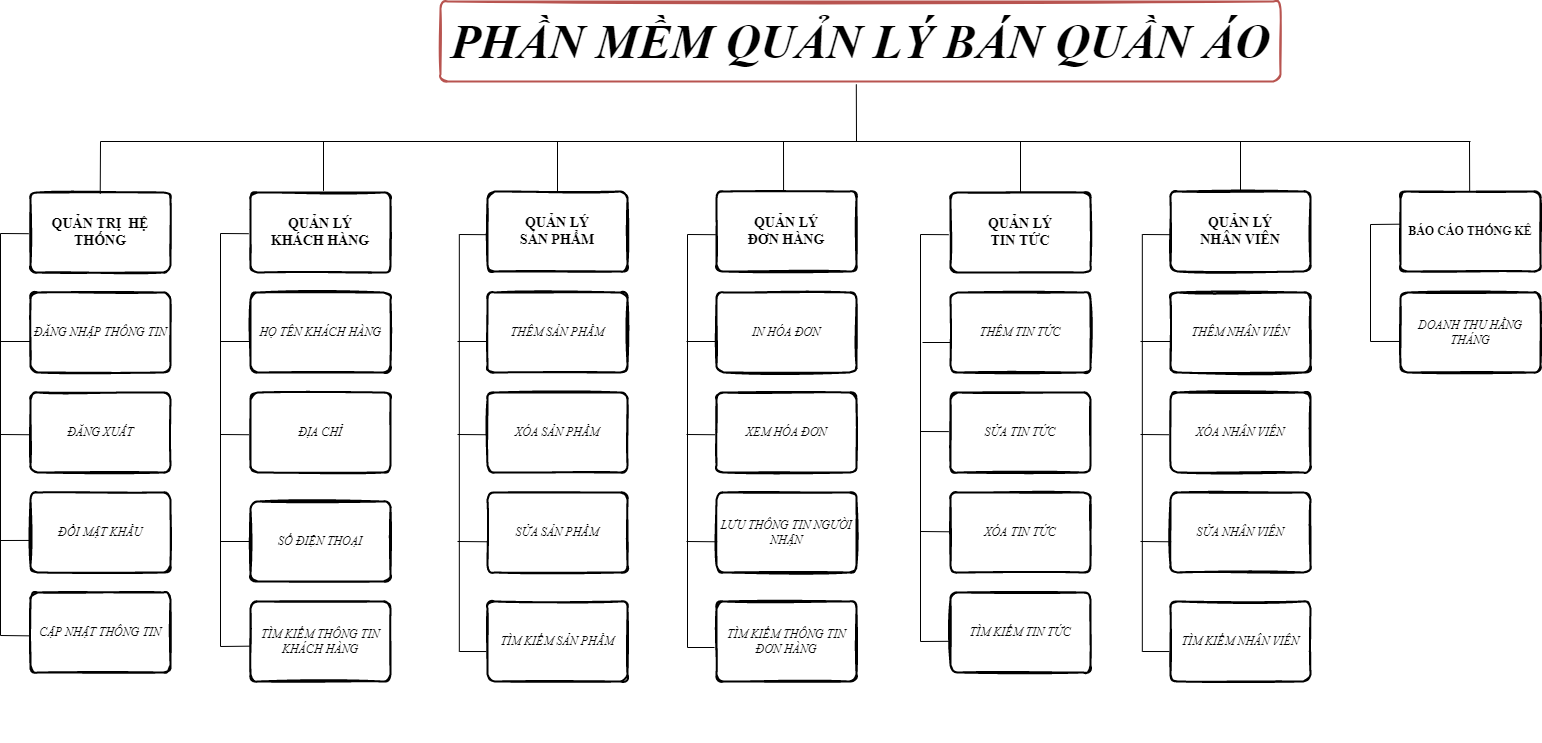 PHẦN MỀM QUẢN LÝ BÁN QUẦN ÁO
QUẢN TRỊ HỆ
THỐNG
ĐĂNG NHẬP THÔNG TIN
ĐĂNG XUẤT
ĐỔI MẬT KHẨU
CẬP NHẬT THÔNG TIN
QUẢN LÝ
KHÁCH HÀNG
HỌ TÊN KHÁCH HÀNG
ĐỊA CHỈ
SỐ ĐIỆN THOẠI
TÌM KIẾM THÔNG TIN
KHÁCH HÀNG
QUẢN LÝ
SẢN PHẨM
THÊM SẢN PHẨM
XÓA SẢN PHẨM
SỬA SẢN PHẨM
TÌM KIẾM SẢN PHẨM
QUẢN LÝ
ĐƠN HÀNG
IN HÓA ĐƠN
XEM HÓA ĐƠN
LƯU THÔNG TIN NGƯỜI
NHẬN
TÌM KIẾM THÔNG TIN
ĐƠN HÀNG
QUẢN LÝ
TIN TỨC
THÊM TIN TỨC
SỬA TIN TỨC
XÓA TIN TỨC
TÌM KIẾM TIN TỨC
QUẢN LÝ
NHÂN VIÊN
THÊM NHÂN VIÊN
XÓA NHÂN VIÊN
SỬA NHÂN VIÊN
TÌM KIẾM NHÂN VIÊN
BÁO CÁO THỐNG KÊ
DOANH THU HẰNG
THÁNG